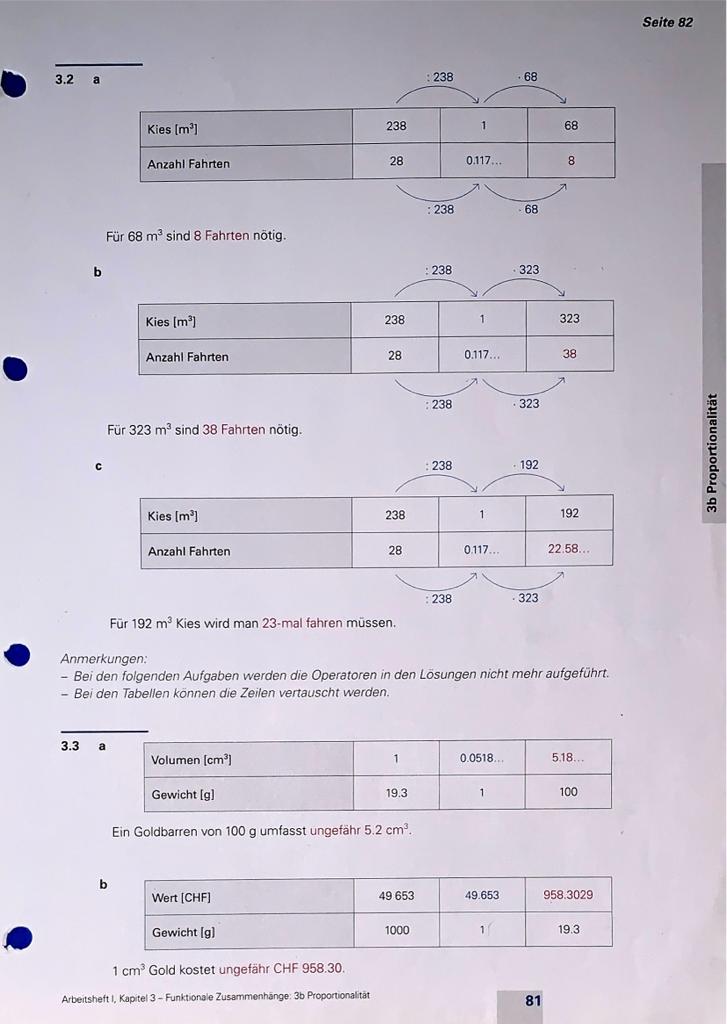 Seite 82
3.2 a
: 238 · 68
Kies [m³] 238 1 68
Anzahl Fahrten 28 0.117... 8
: 238 · 68
Für 68 m³ sind 8 Fahrten nötig.
b
: 238 · 323
Kies [m³] 238 1 323
Anzahl Fahrten 28 0.117... 38
: 238 · 323
Für 323 m³ sind 38 Fahrten nötig.
c
: 238 · 192
Kies [m³] 238 1 192
Anzahl Fahrten 28 0.117... 22.58...
: 238 · 323
Für 192 m³ Kies wird man 23-mal fahren müssen.
Anmerkungen:
– Bei den folgenden Aufgaben werden die Operatoren in den Lösungen nicht mehr aufgeführt.
– Bei den Tabellen können die Zeilen vertauscht werden.
3.3 a
Volumen [cm³] 1 0.0518... 5.18...
Gewicht [g] 19.3 1 100
Ein Goldbarren von 100 g umfasst ungefähr 5.2 cm³.
b
Wert [CHF] 49 653 49.653 958.3029
Gewicht [g] 1000 1 19.3
1 cm³ Gold kostet ungefähr CHF 958.30.
Arbeitsheft I, Kapitel 3 – Funktionale Zusammenhänge: 3b Proportionalität
81
3b Proportionalität